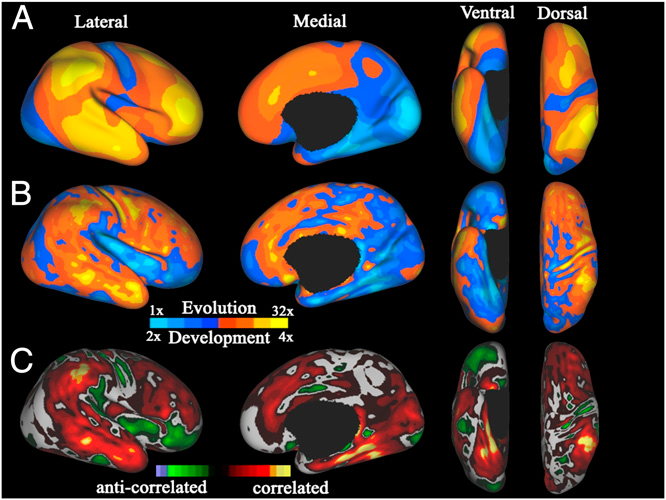 A
Lateral
Medial
Ventral
Dorsal
B
1x
Evolution
32x
2x
Development
4x
C
anti-correlated
correlated